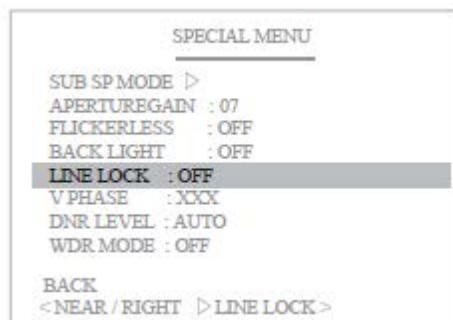 SPECIAL MENU
SUB SP MODE ▷
APERTUREGAIN : 07
FLICKERLESS : OFF
BACK LIGHT : OFF
LINE LOCK : OFF
V PHASE : XXX
DNR LEVEL : AUTO
WDR MODE : OFF
BACK
<NEAR / RIGHT ▷LINE LOCK>